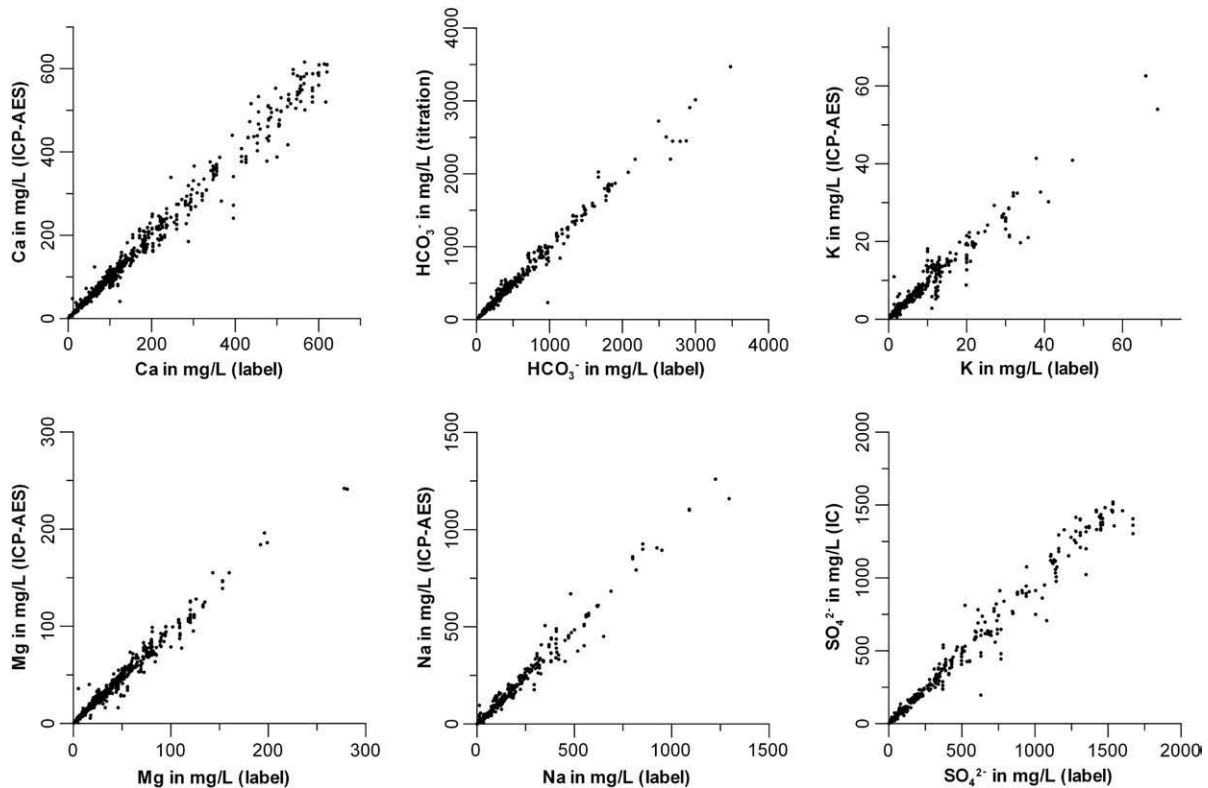 Ca in mg/L (ICP-AES)
600
400
200
0
0 200 400 600
Ca in mg/L (label)
HCO₃⁻ in mg/L (titration)
4000
3000
2000
1000
0
0 1000 2000 3000 4000
HCO₃⁻ in mg/L (label)
K in mg/L (ICP-AES)
60
40
20
0
0 20 40 60
K in mg/L (label)
Mg in mg/L (ICP-AES)
300
200
100
0
0 100 200 300
Mg in mg/L (label)
Na in mg/L (ICP-AES)
1500
1000
500
0
0 500 1000 1500
Na in mg/L (label)
SO₄²⁻ in mg/L (IC)
2000
1500
1000
500
0
0 500 1000 1500 2000
SO₄²⁻ in mg/L (label)